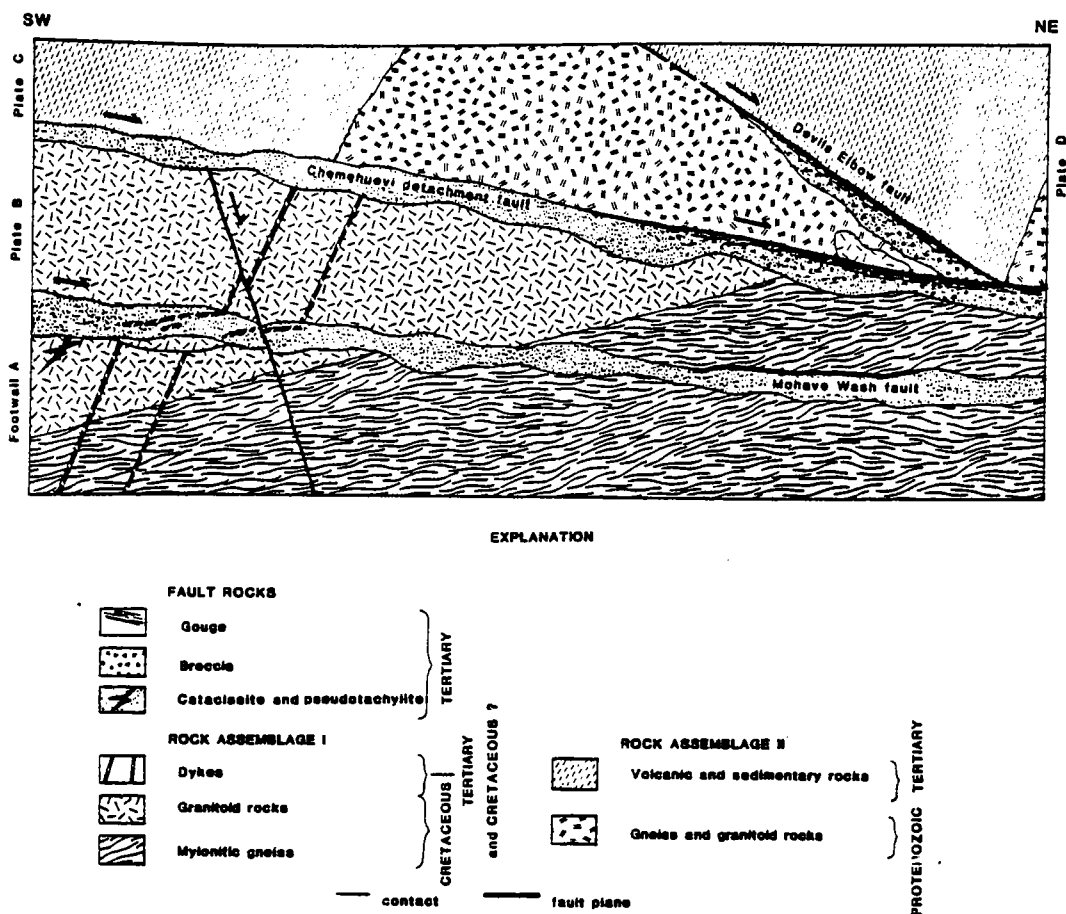 SW
NE
Plate C
Plate B
Footwall A
Plate D
Devils Elbow fault
Chemehuevi detachment fault
Mohave Wash fault
EXPLANATION
FAULT ROCKS
Gouge
Breccia
Cataclasite and pseudotachylite
TERTIARY
ROCK ASSEMBLAGE I
Dykes
Granitoid rocks
Mylonitic gneiss
CRETACEOUS
TERTIARY
and CRETACEOUS ?
ROCK ASSEMBLAGE II
Volcanic and sedimentary rocks
Gneiss and granitoid rocks
TERTIARY
PROTEROZOIC
contact
fault plane